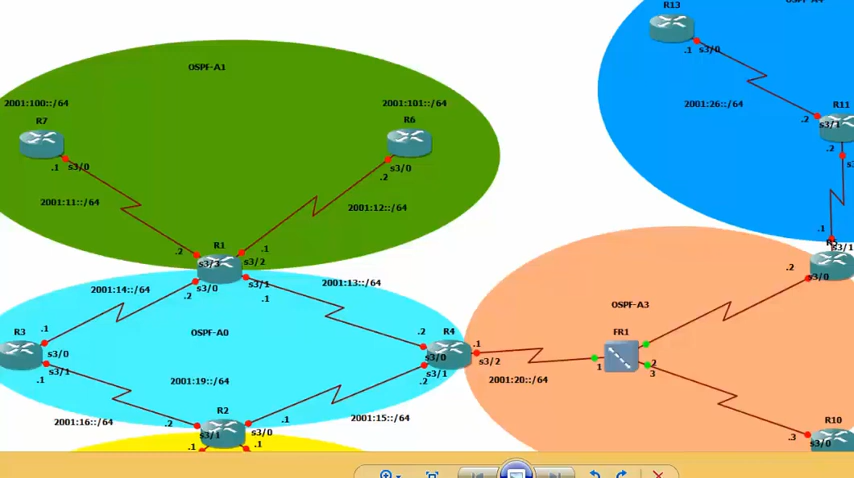 R13
.1
s3/0
2001:26::/64
R11
.2
s3/1
.2
.1
OSPF-A1
2001:100::/64
R7
.1
s3/0
2001:101::/64
R6
s3/0
.2
2001:11::/64
2001:12::/64
.2
R1
.1
s3/3
s3/2
s3/0
s3/1
.2
.1
2001:14::/64
2001:13::/64
OSPF-A0
R3
.1
s3/0
s3/1
.1
.2
R4
.1
s3/0
s3/2
s3/1
.2
2001:19::/64
2001:16::/64
2001:15::/64
R2
.2
.1
s3/1
s3/0
.1
.1
OSPF-A3
FR1
1
2
3
2001:20::/64
s3/1
.2
s3/0
R10
.3
s3/0